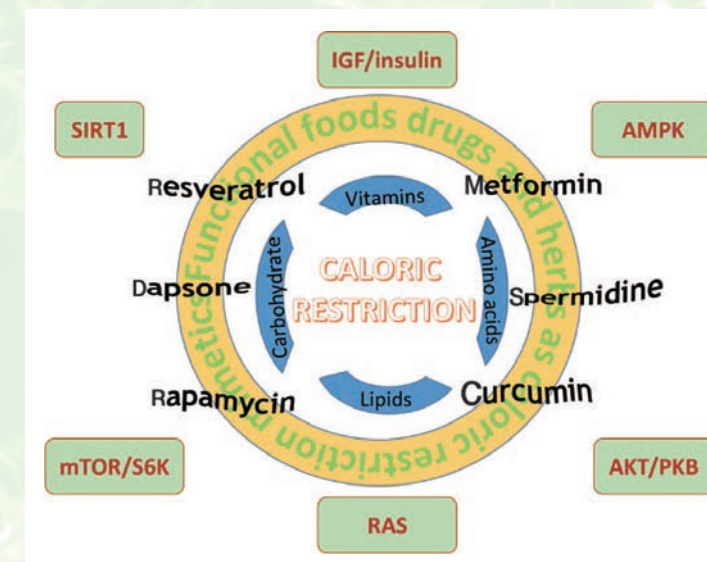 IGF/insulin
SIRT1
AMPK
Functional foods drugs and herbs as caloric restriction mimetics
Resveratrol
Metformin
Vitamins
Dapsone
Carbohydrate
CALORIC
RESTRICTION
Amino acids
Spermidine
Rapamycin
Lipids
Curcumin
mTOR/S6K
AKT/PKB
RAS